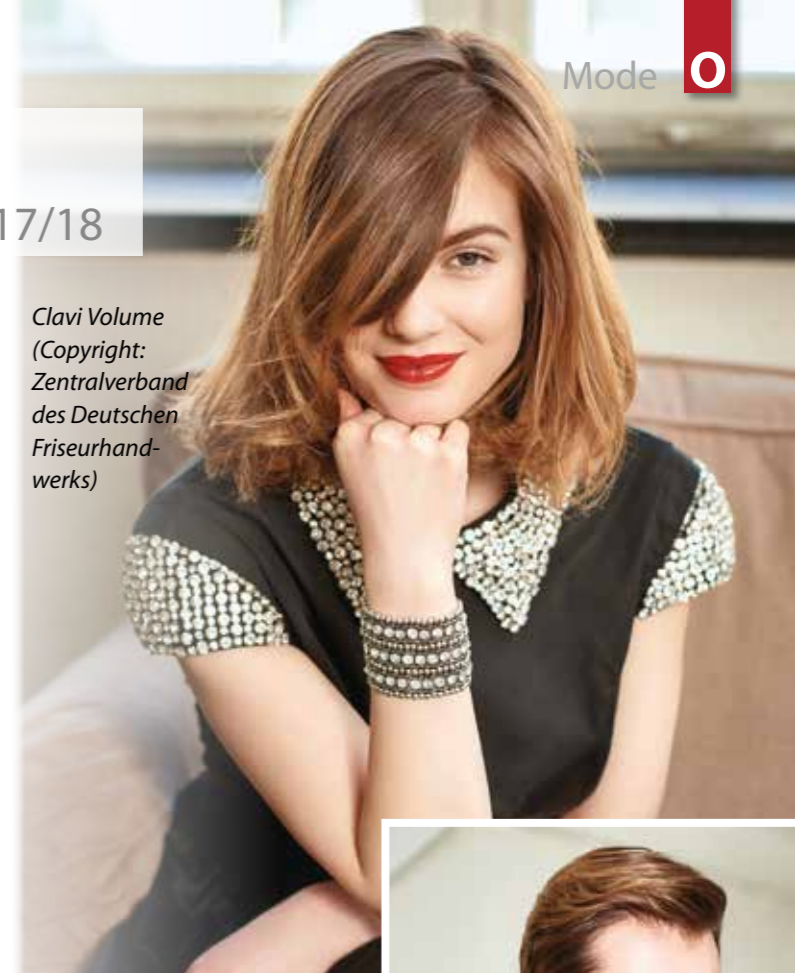 Mode O
17/18
Clavi Volume
(Copyright:
Zentralverband
des Deutschen
Friseurhand-
werks)